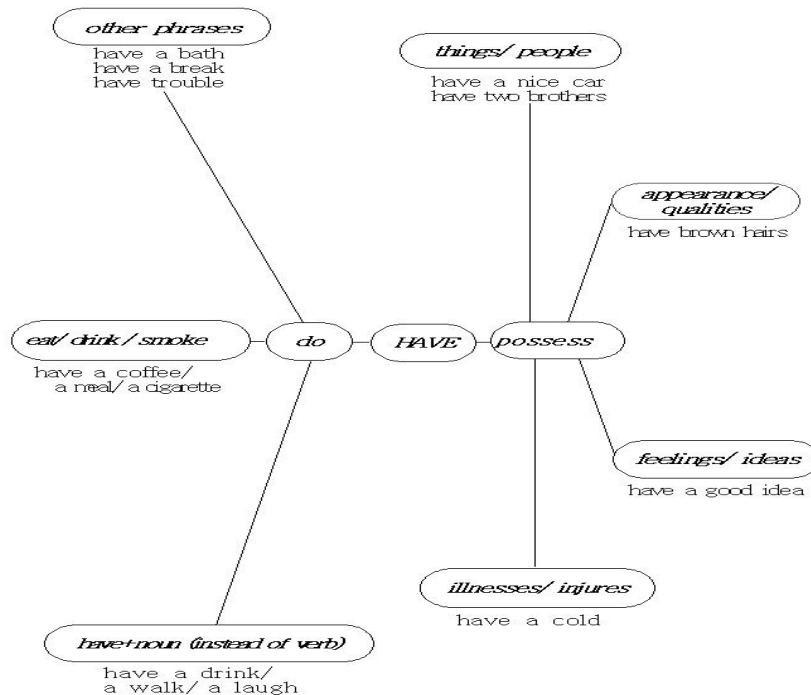 other phrases
have a bath
have a break
have trouble
things/ people
have a nice car
have two brothers
appearance/
qualities
have brown hairs
eat/ drink / smoke
have a coffee/
a meal/ a cigarette
do
HAVE
possess
feelings/ ideas
have a good idea
illnesses/ injures
have a cold
have+noun (instead of verb)
have a drink/
a walk/ a laugh